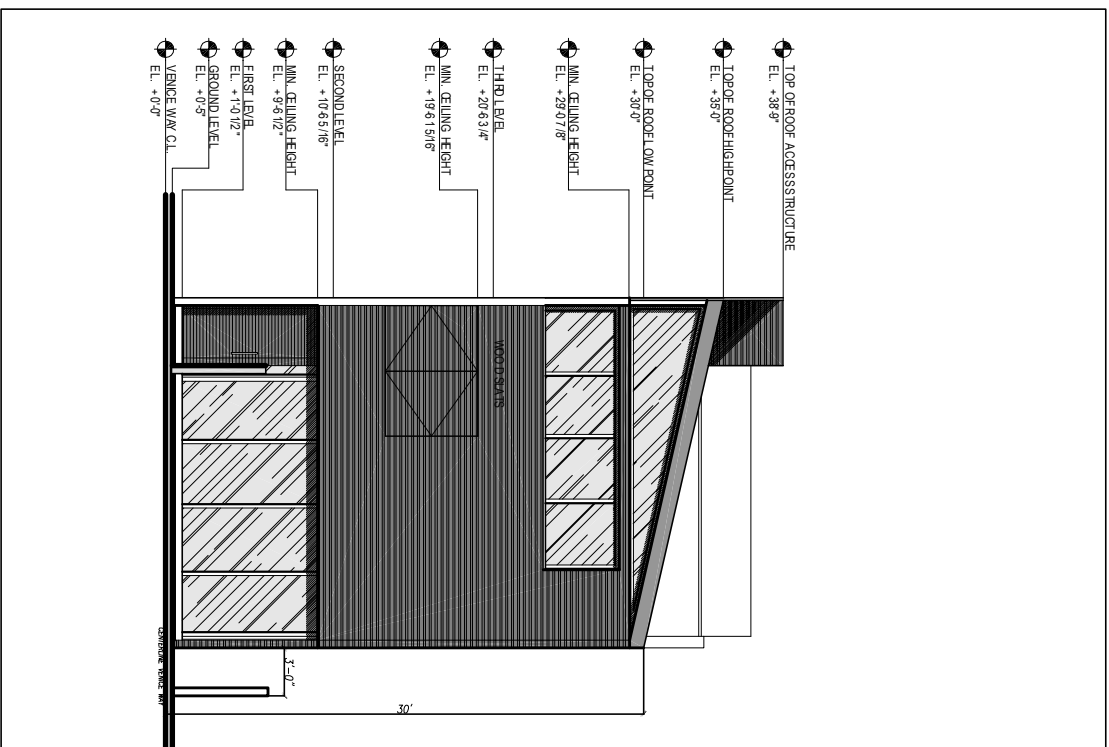 TOP OF ROOF ACCESS STRUCTURE
EL. +38'-9"
TOP OF ROOF HIGH POINT
EL. +35'-0"
TOP OF ROOF LOW POINT
EL. +30'-0"
MIN. CEILING HEIGHT
EL. +29'-0 7/8"
THIRD LEVEL
EL. +20'-6 3/4"
MIN. CEILING HEIGHT
EL. +19'-6 15/16"
SECOND LEVEL
EL. +10'-6 5/16"
MIN. CEILING HEIGHT
EL. +9'-6 1/2"
FIRST LEVEL
EL. +1'-0 1/2"
GROUND LEVEL
EL. +0'-5"
VENICE WAY C.L.
EL. +0'-0"
WOOD SLATS
3'-0"
30'
CENTERLINE VENICE WAY